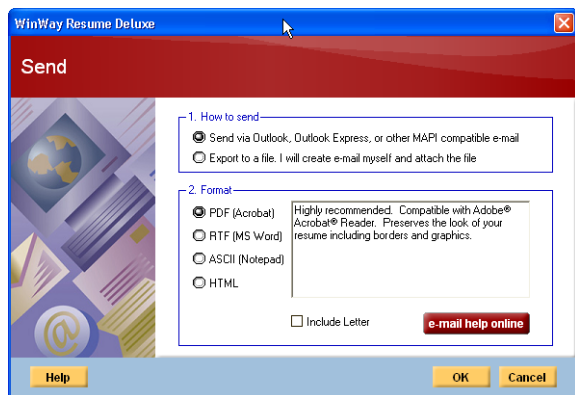 WinWay Resume Deluxe
Send
1. How to send
Send via Outlook, Outlook Express, or other MAPI compatible e-mail
Export to a file. I will create e-mail myself and attach the file
2. Format
PDF (Acrobat)
RTF (MS Word)
ASCII (Notepad)
HTML
Highly recommended. Compatible with Adobe®
Acrobat® Reader. Preserves the look of your
resume including borders and graphics.
Include Letter
e-mail help online
Help
OK
Cancel